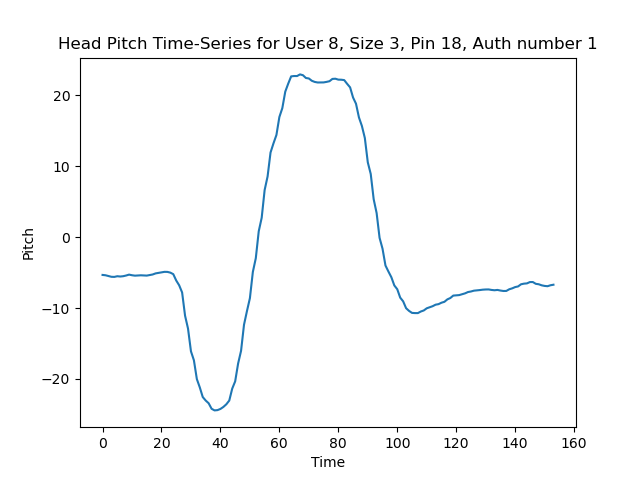 Head Pitch Time-Series for User 8, Size 3, Pin 18, Auth number 1
20
10
0
−10
−20
Pitch
0 20 40 60 80 100 120 140 160
Time